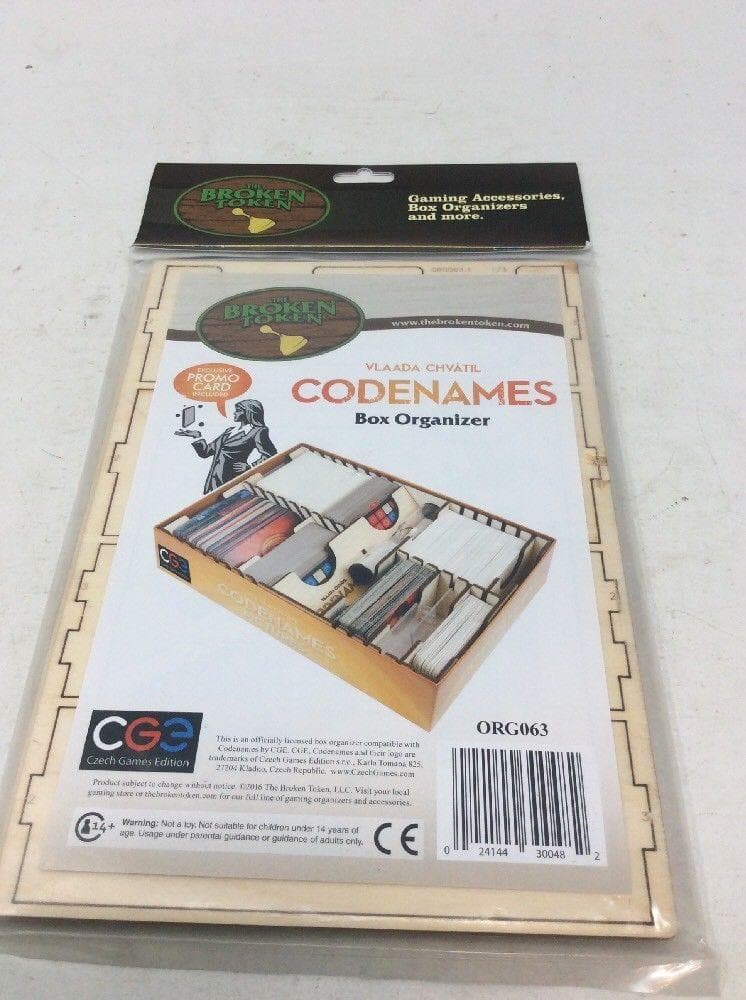 THE
BROKEN
TOKEN
Gaming Accessories,
Box Organizers
and more.
ORG063-1
THE
BROKEN
TOKEN
www.thebrokentoken.com
EXCLUSIVE
PROMO
CARD
INCLUDED
VLAADA CHVÁTIL
CODENAMES
Box Organizer
CGE
CODENAMES
CGE
Czech Games Edition
This is an officially licensed box organizer compatible with
Codenames by CGE. CGE, Codenames and their logo are
trademarks of Czech Games Edition s.r.o., Karla Tomana 825,
27204 Kladno, Czech Republic. www.CzechGames.com
Product subject to change without notice. ©2016 The Broken Token, LLC. Visit your local
gaming store or thebrokentoken.com for our full line of gaming organizers and accessories.
14+
Warning: Not a toy. Not suitable for children under 14 years of
age. Usage under parental guidance or guidance of adults only.
CE
ORG063
0 24144 30048 2
2